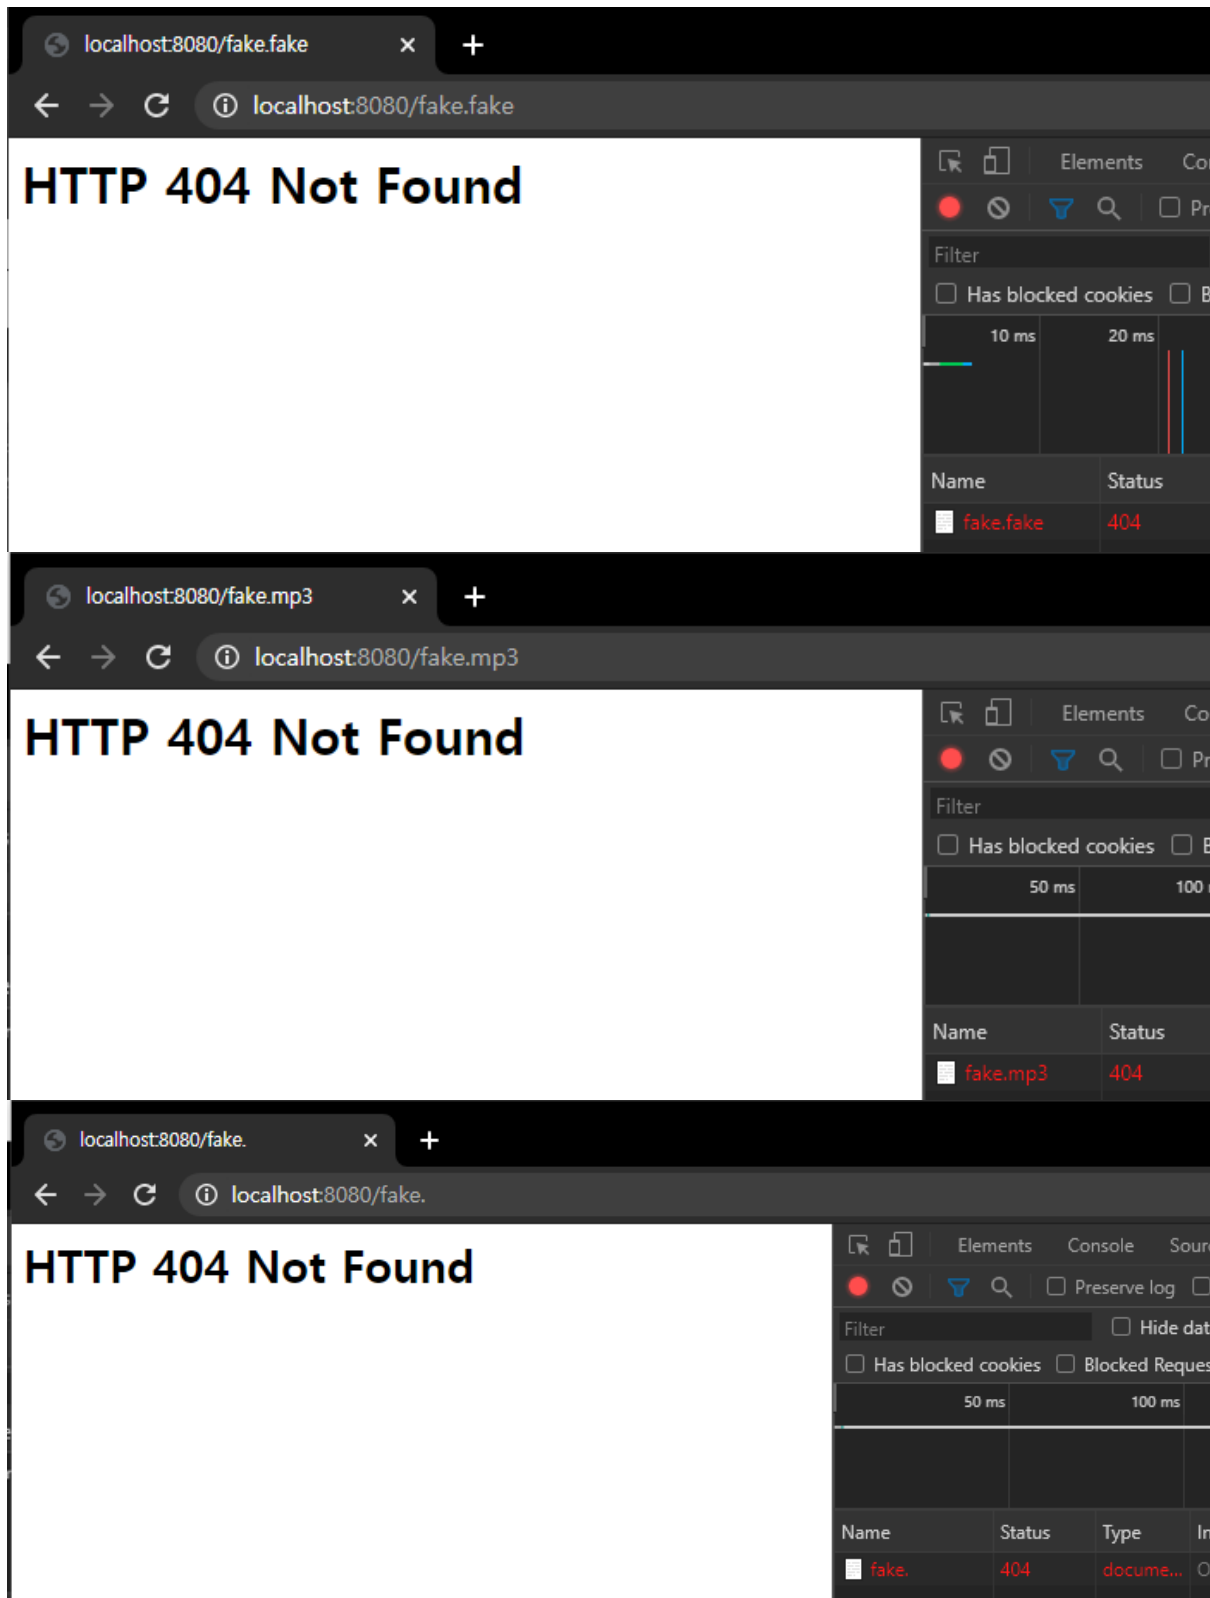 localhost:8080/fake.fake
localhost:8080/fake.fake
HTTP 404 Not Found
Elements
Filter
Has blocked cookies
10 ms 20 ms
Name Status
fake.fake 404
localhost:8080/fake.mp3
localhost:8080/fake.mp3
HTTP 404 Not Found
Elements
Filter
Has blocked cookies
50 ms 100
Name Status
fake.mp3 404
localhost:8080/fake.
localhost:8080/fake.
HTTP 404 Not Found
Elements Console
Preserve log
Filter Hide
Has blocked cookies Blocked
50 ms 100 ms
Name Status Type
fake. 404 docume...